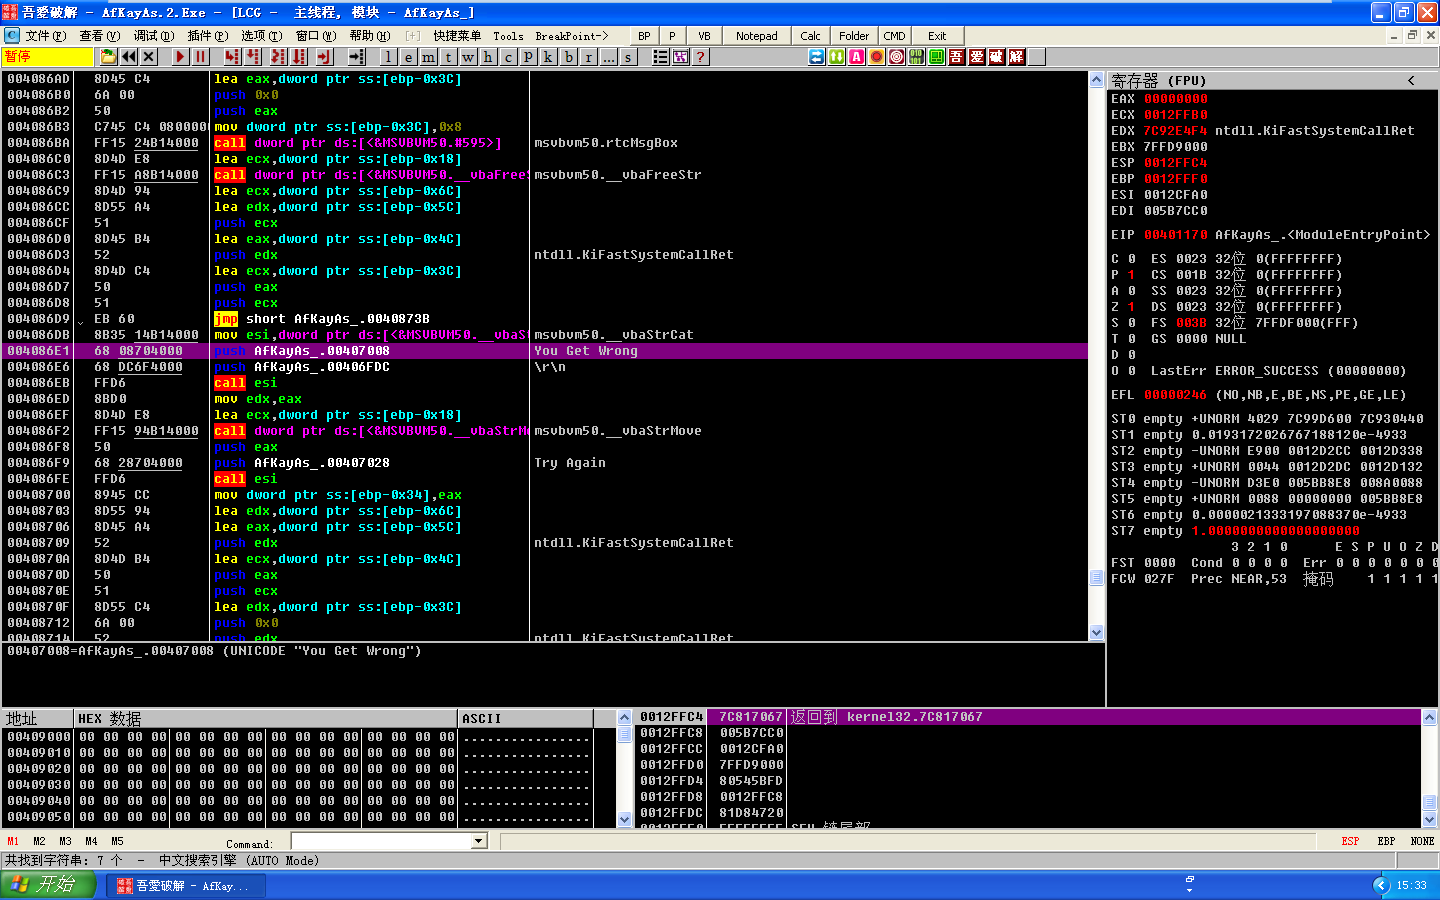 吾爱破解 - AfKayAs.2.Exe - [LCG - 主线程, 模块 - AfKayAs_]
C 文件(F) 查看(V) 调试(D) 插件(P) 选项(T) 窗口(W) 帮助(H) [+] 快捷菜单 Tools BreakPoint-> BP P VB Notepad Calc Folder CMD Exit
暂停 l e m t w h c p k b r ... s ? 吾 爱 破 解
004086AD 8D45 C4 lea eax,dword ptr ss:[ebp-0x3C]
004086B0 6A 00 push 0x0
004086B2 50 push eax
004086B3 C745 C4 0800000 mov dword ptr ss:[ebp-0x3C],0x8
004086BA FF15 24B14000 call dword ptr ds:[<&MSVBVM50.#595>] msvbvm50.rtcMsgBox
004086C0 8D4D E8 lea ecx,dword ptr ss:[ebp-0x18]
004086C3 FF15 A8B14000 call dword ptr ds:[<&MSVBVM50.__vbaFreeS msvbvm50.__vbaFreeStr
004086C9 8D4D 94 lea ecx,dword ptr ss:[ebp-0x6C]
004086CC 8D55 A4 lea edx,dword ptr ss:[ebp-0x5C]
004086CF 51 push ecx
004086D0 8D45 B4 lea eax,dword ptr ss:[ebp-0x4C]
004086D3 52 push edx ntdll.KiFastSystemCallRet
004086D4 8D4D C4 lea ecx,dword ptr ss:[ebp-0x3C]
004086D7 50 push eax
004086D8 51 push ecx
004086D9 EB 60 jmp short AfKayAs_.0040873B
004086DB 8B35 14B14000 mov esi,dword ptr ds:[<&MSVBVM50.__vbaSt msvbvm50.__vbaStrCat
004086E1 68 08704000 push AfKayAs_.00407008 You Get Wrong
004086E6 68 DC6F4000 push AfKayAs_.00406FDC \r\n
004086EB FFD6 call esi
004086ED 8BD0 mov edx,eax
004086EF 8D4D E8 lea ecx,dword ptr ss:[ebp-0x18]
004086F2 FF15 94B14000 call dword ptr ds:[<&MSVBVM50.__vbaStrMo msvbvm50.__vbaStrMove
004086F8 50 push eax
004086F9 68 28704000 push AfKayAs_.00407028 Try Again
004086FE FFD6 call esi
00408700 8945 CC mov dword ptr ss:[ebp-0x34],eax
00408703 8D55 94 lea edx,dword ptr ss:[ebp-0x6C]
00408706 8D45 A4 lea eax,dword ptr ss:[ebp-0x5C]
00408709 52 push edx ntdll.KiFastSystemCallRet
0040870A 8D4D B4 lea ecx,dword ptr ss:[ebp-0x4C]
0040870D 50 push eax
0040870E 51 push ecx
0040870F 8D55 C4 lea edx,dword ptr ss:[ebp-0x3C]
00408712 6A 00 push 0x0
00408714 52 push edx ntdll.KiFastSystemCallRet
00407008=AfKayAs_.00407008 (UNICODE "You Get Wrong")
寄存器 (FPU) <
EAX 00000000
ECX 0012FFB0
EDX 7C92E4F4 ntdll.KiFastSystemCallRet
EBX 7FFD9000
ESP 0012FFC4
EBP 0012FFF0
ESI 0012CFA0
EDI 005B7CC0
EIP 00401170 AfKayAs_.<ModuleEntryPoint>
C 0 ES 0023 32位 0(FFFFFFFF)
P 1 CS 001B 32位 0(FFFFFFFF)
A 0 SS 0023 32位 0(FFFFFFFF)
Z 1 DS 0023 32位 0(FFFFFFFF)
S 0 FS 003B 32位 7FFDF000(FFF)
T 0 GS 0000 NULL
D 0
O 0 LastErr ERROR_SUCCESS (00000000)
EFL 00000246 (NO,NB,E,BE,NS,PE,GE,LE)
ST0 empty +UNORM 4029 7C99D600 7C930440
ST1 empty 0.0193172026767188120e-4933
ST2 empty -UNORM E900 0012D2CC 0012D338
ST3 empty +UNORM 0044 0012D2DC 0012D132
ST4 empty -UNORM D3E0 005BB8E8 008A0088
ST5 empty +UNORM 0088 00000000 005BB8E8
ST6 empty 0.0000021333197088370e-4933
ST7 empty 1.0000000000000000000
3 2 1 0 E S P U O Z D
FST 0000 Cond 0 0 0 0 Err 0 0 0 0 0 0 0
FCW 027F Prec NEAR,53 掩码 1 1 1 1 1
地址 HEX 数据 ASCII
00409000 00 00 00 00 00 00 00 00 00 00 00 00 00 00 00 00 ................
00409010 00 00 00 00 00 00 00 00 00 00 00 00 00 00 00 00 ................
00409020 00 00 00 00 00 00 00 00 00 00 00 00 00 00 00 00 ................
00409030 00 00 00 00 00 00 00 00 00 00 00 00 00 00 00 00 ................
00409040 00 00 00 00 00 00 00 00 00 00 00 00 00 00 00 00 ................
00409050 00 00 00 00 00 00 00 00 00 00 00 00 00 00 00 00 ................
0012FFC4 7C817067 返回到 kernel32.7C817067
0012FFC8 005B7CC0
0012FFCC 0012CFA0
0012FFD0 7FFD9000
0012FFD4 80545BFD
0012FFD8 0012FFC8
0012FFDC 81D84720
0012FFE0 FFFFFFFF SEH 链尾部
M1 M2 M3 M4 M5 Command: ESP EBP NONE
共找到字符串: 7 个 - 中文搜索引擎 (AUTO Mode)
开始 吾爱破解 - AfKay... 15:33